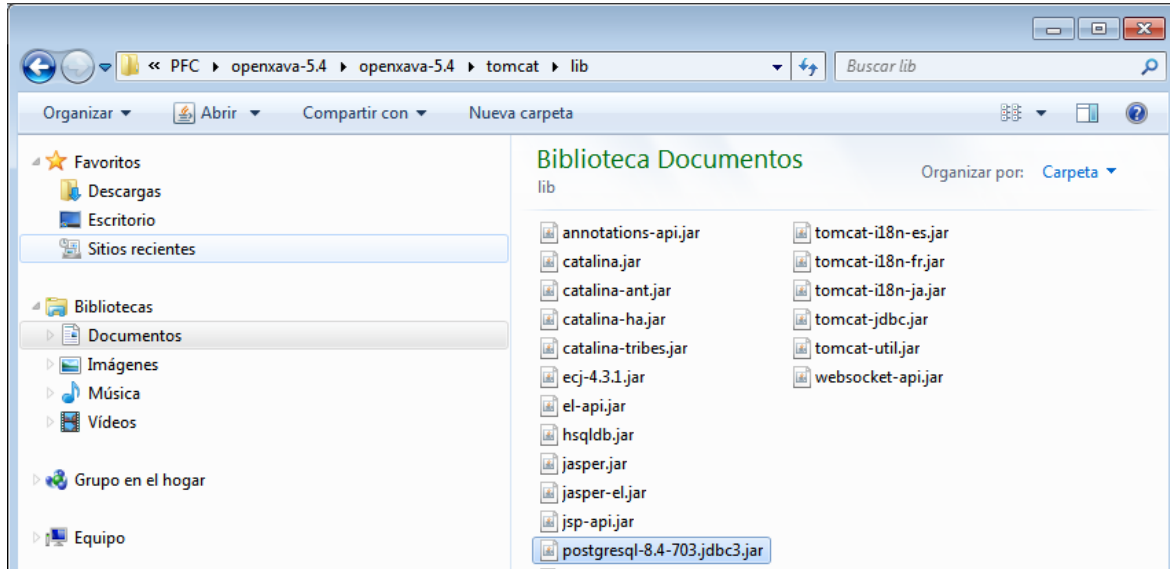 « PFC ▸ openxava-5.4 ▸ openxava-5.4 ▸ tomcat ▸ lib
Buscar lib
Organizar
Abrir
Compartir con
Nueva carpeta
Favoritos
Descargas
Escritorio
Sitios recientes
Bibliotecas
Documentos
Imágenes
Música
Vídeos
Grupo en el hogar
Equipo
Biblioteca Documentos
lib
Organizar por: Carpeta
annotations-api.jar
catalina.jar
catalina-ant.jar
catalina-ha.jar
catalina-tribes.jar
ecj-4.3.1.jar
el-api.jar
hsqldb.jar
jasper.jar
jasper-el.jar
jsp-api.jar
postgresql-8.4-703.jdbc3.jar
tomcat-i18n-es.jar
tomcat-i18n-fr.jar
tomcat-i18n-ja.jar
tomcat-jdbc.jar
tomcat-util.jar
websocket-api.jar